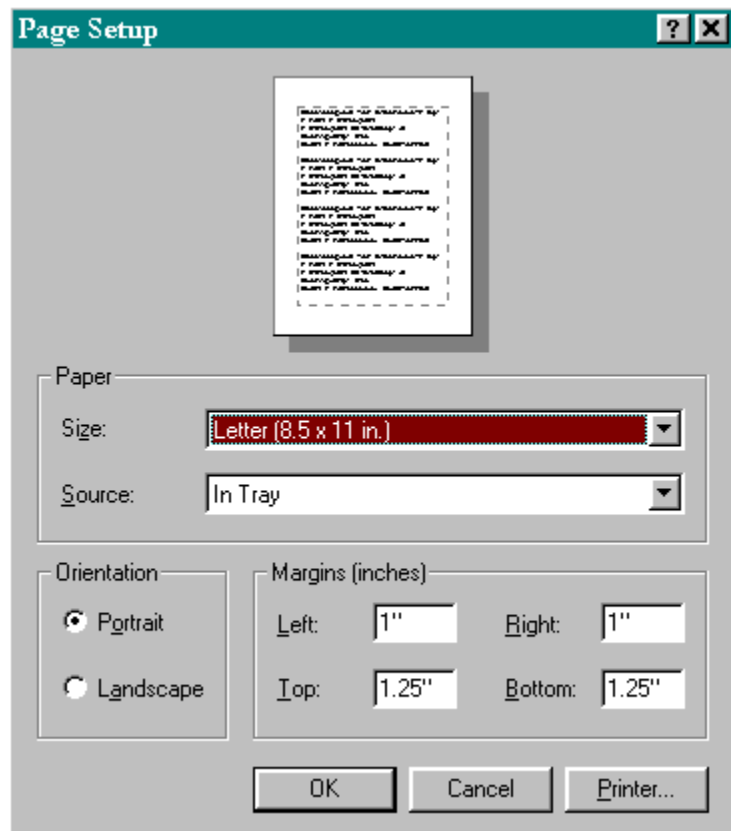 Page Setup
Paper
Size: Letter (8.5 x 11 in.)
Source: In Tray
Orientation
Portrait
Landscape
Margins (inches)
Left: 1" Right: 1"
Top: 1.25" Bottom: 1.25"
OK Cancel Printer...